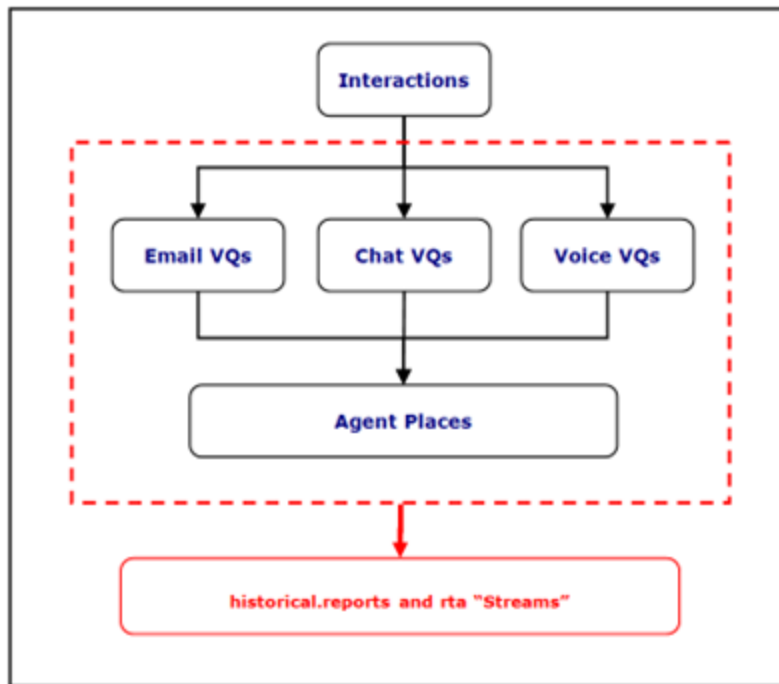 Interactions
Email VQs
Chat VQs
Voice VQs
Agent Places
historical.reports and rta “Streams”